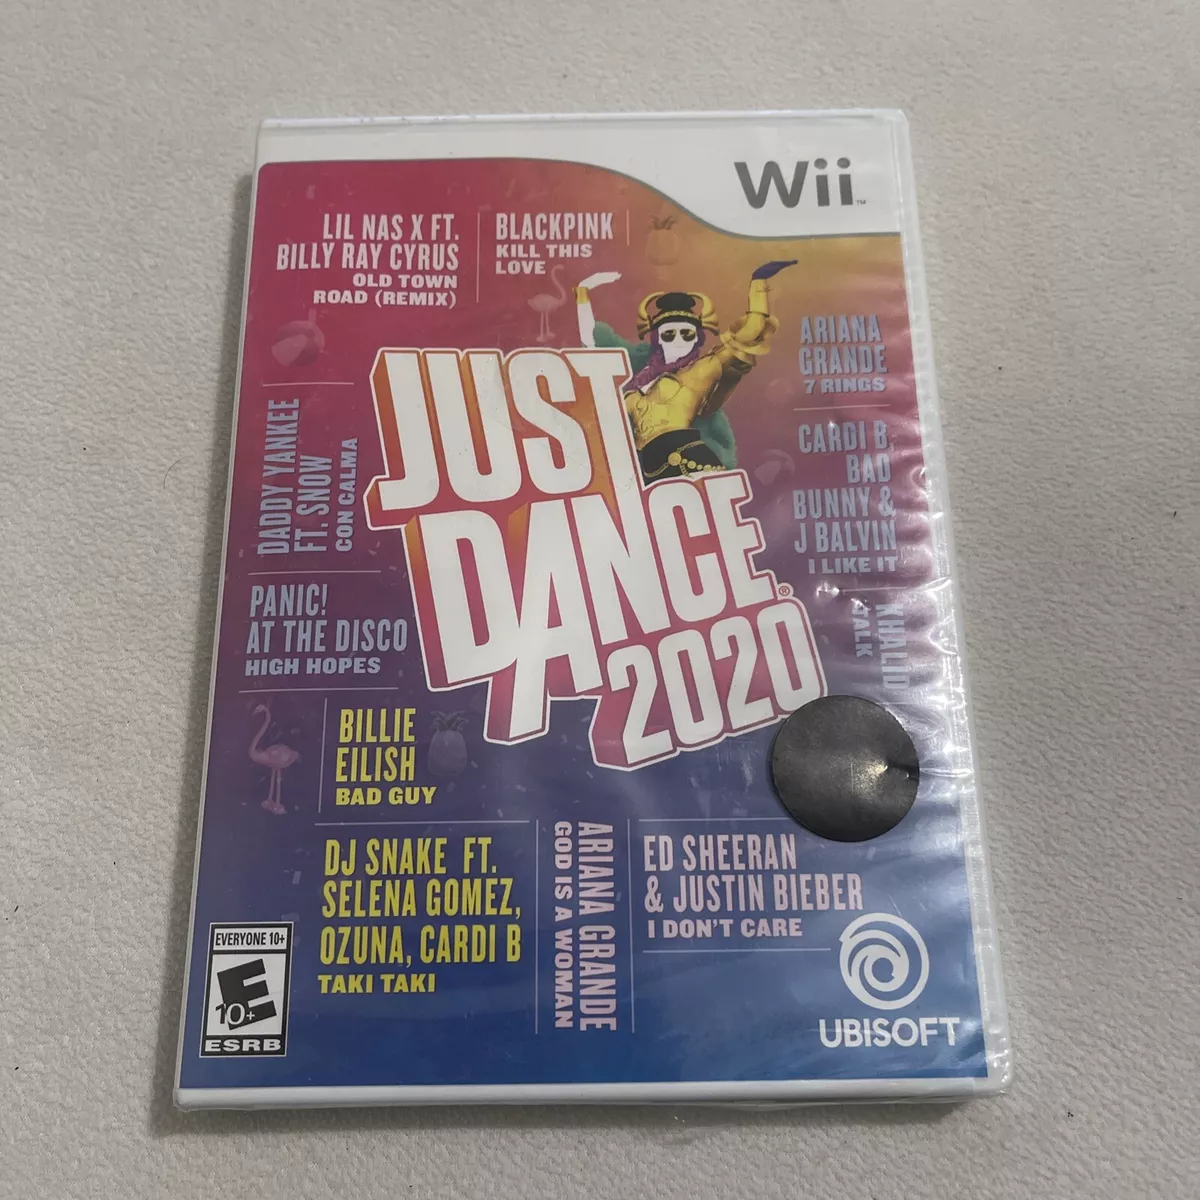 Wii™
LIL NAS X FT.
BILLY RAY CYRUS
OLD TOWN
ROAD (REMIX)
BLACKPINK
KILL THIS
LOVE
ARIANA
GRANDE
7 RINGS
JUST
DANCE®
2020
DADDY YANKEE
FT. SNOW
CON CALMA
CARDI B,
BAD
BUNNY &
J BALVIN
I LIKE IT
KHALID
TALK
PANIC!
AT THE DISCO
HIGH HOPES
BILLIE
EILISH
BAD GUY
DJ SNAKE FT.
SELENA GOMEZ,
OZUNA, CARDI B
TAKI TAKI
ARIANA GRANDE
GOD IS A WOMAN
ED SHEERAN
& JUSTIN BIEBER
I DON'T CARE
EVERYONE 10+
E
10+
ESRB
UBISOFT